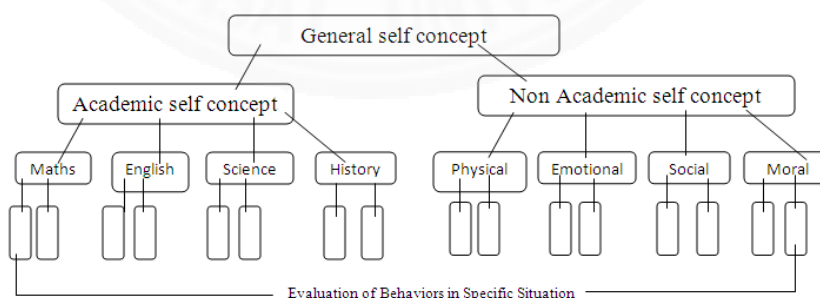 General self concept
Academic self concept
Non Academic self concept
Maths English Science History Physical Emotional Social Moral
Evaluation of Behaviors in Specific Situation